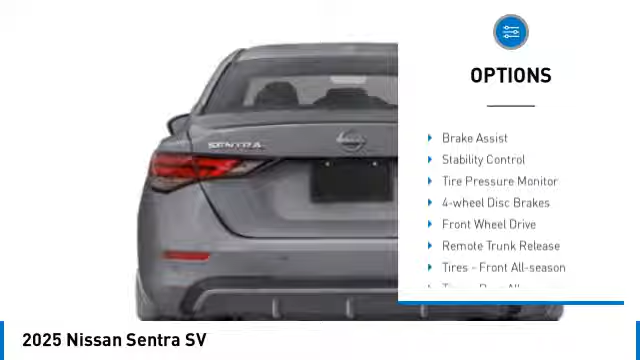 OPTIONS
Brake Assist
Stability Control
Tire Pressure Monitor
4-wheel Disc Brakes
Front Wheel Drive
Remote Trunk Release
Tires - Front All-season
SENTRA
2025 Nissan Sentra SV